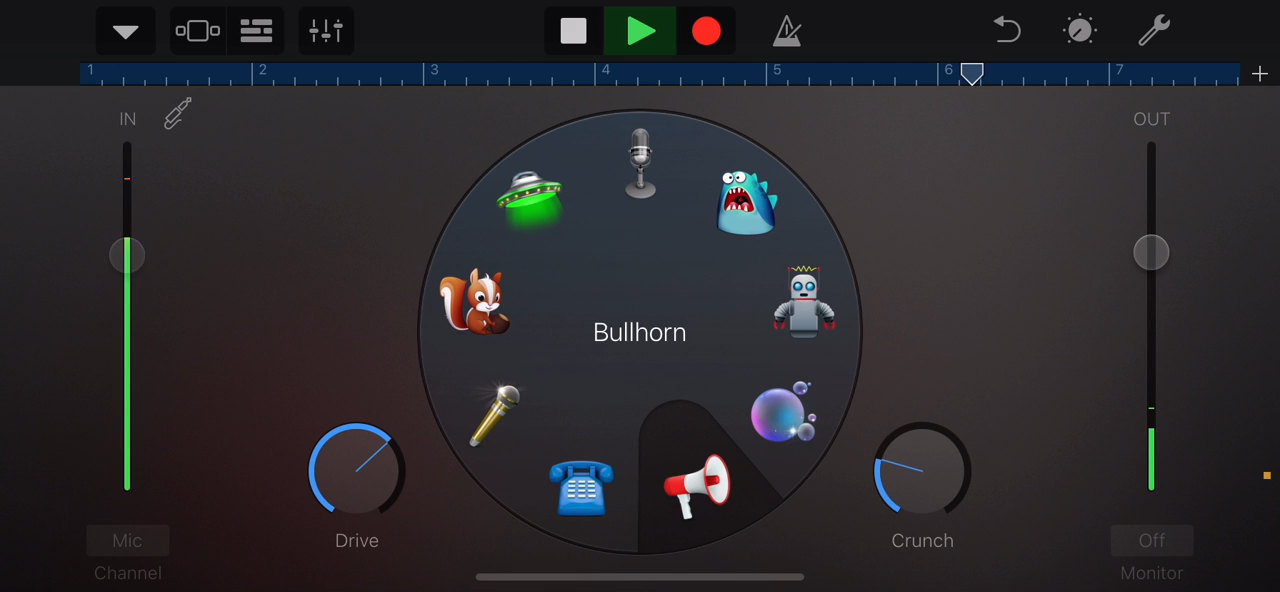 1 2 3 4 5 6 7
IN
OUT
Bullhorn
Drive
Crunch
Mic
Off
Channel
Monitor